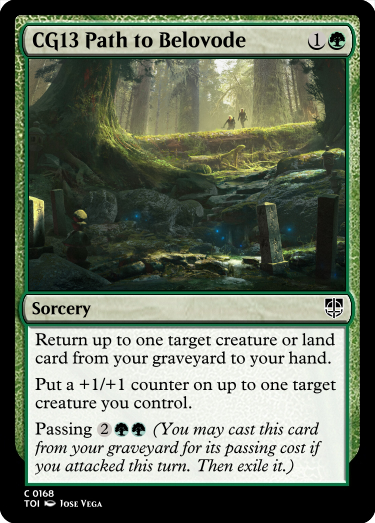 CG13 Path to Belovode 1
Sorcery
Return up to one target creature or land
card from your graveyard to your hand.
Put a +1/+1 counter on up to one target
creature you control.
Passing 2 (You may cast this card
from your graveyard for its passing cost if
you attacked this turn. Then exile it.)
C 0168
TOI Jose Vega